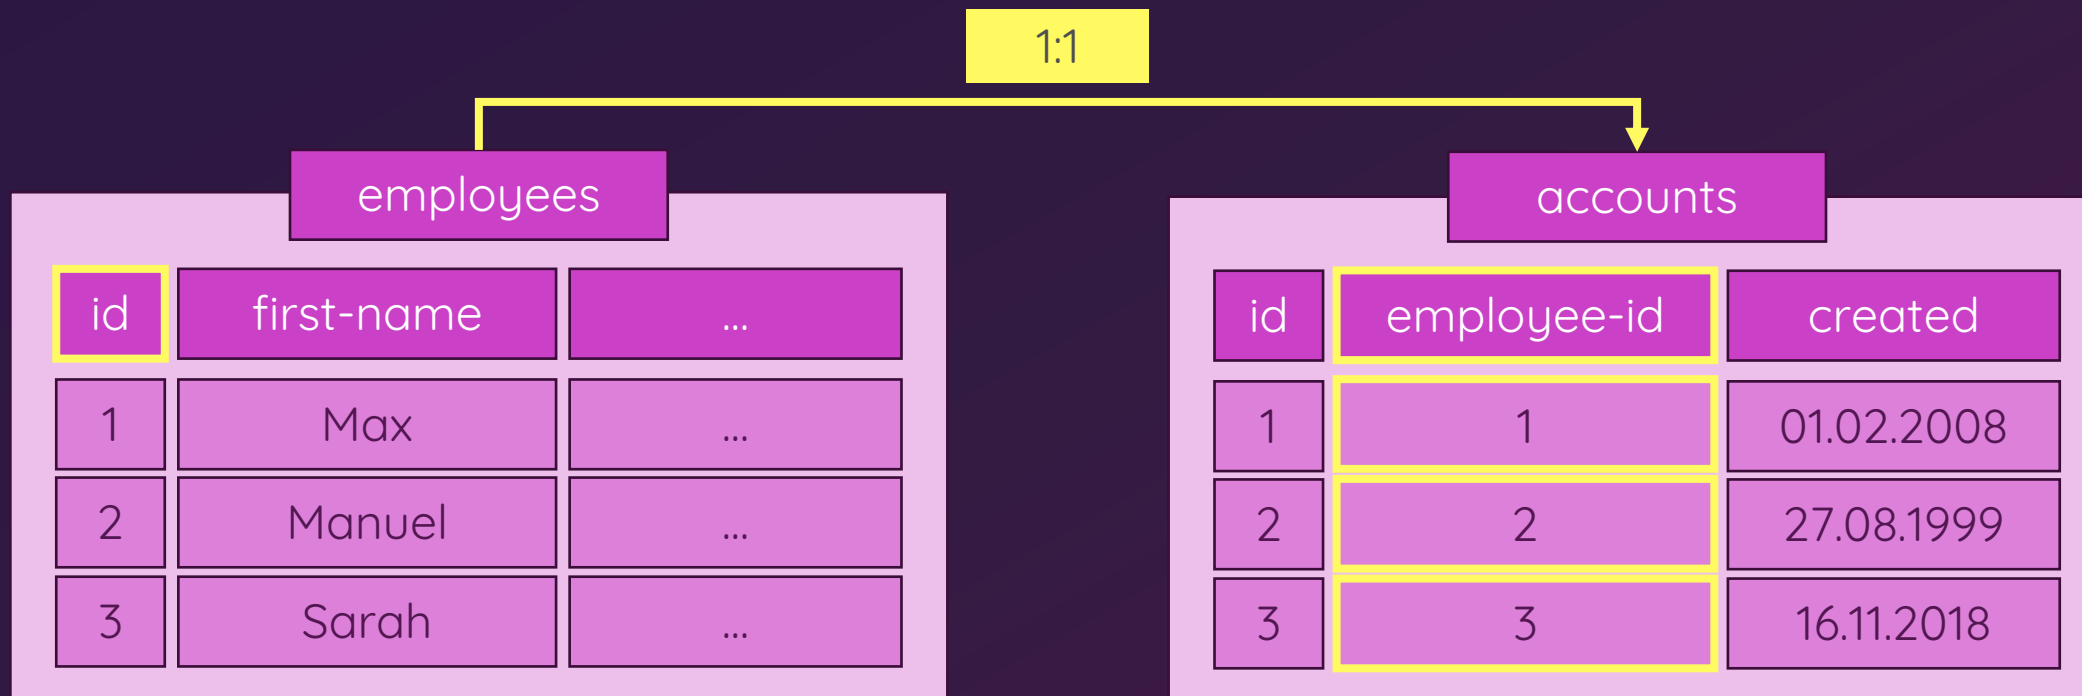 1:1
employees
id first-name ...
1 Max ...
2 Manuel ...
3 Sarah ...
accounts
id employee-id created
1 1 01.02.2008
2 2 27.08.1999
3 3 16.11.2018